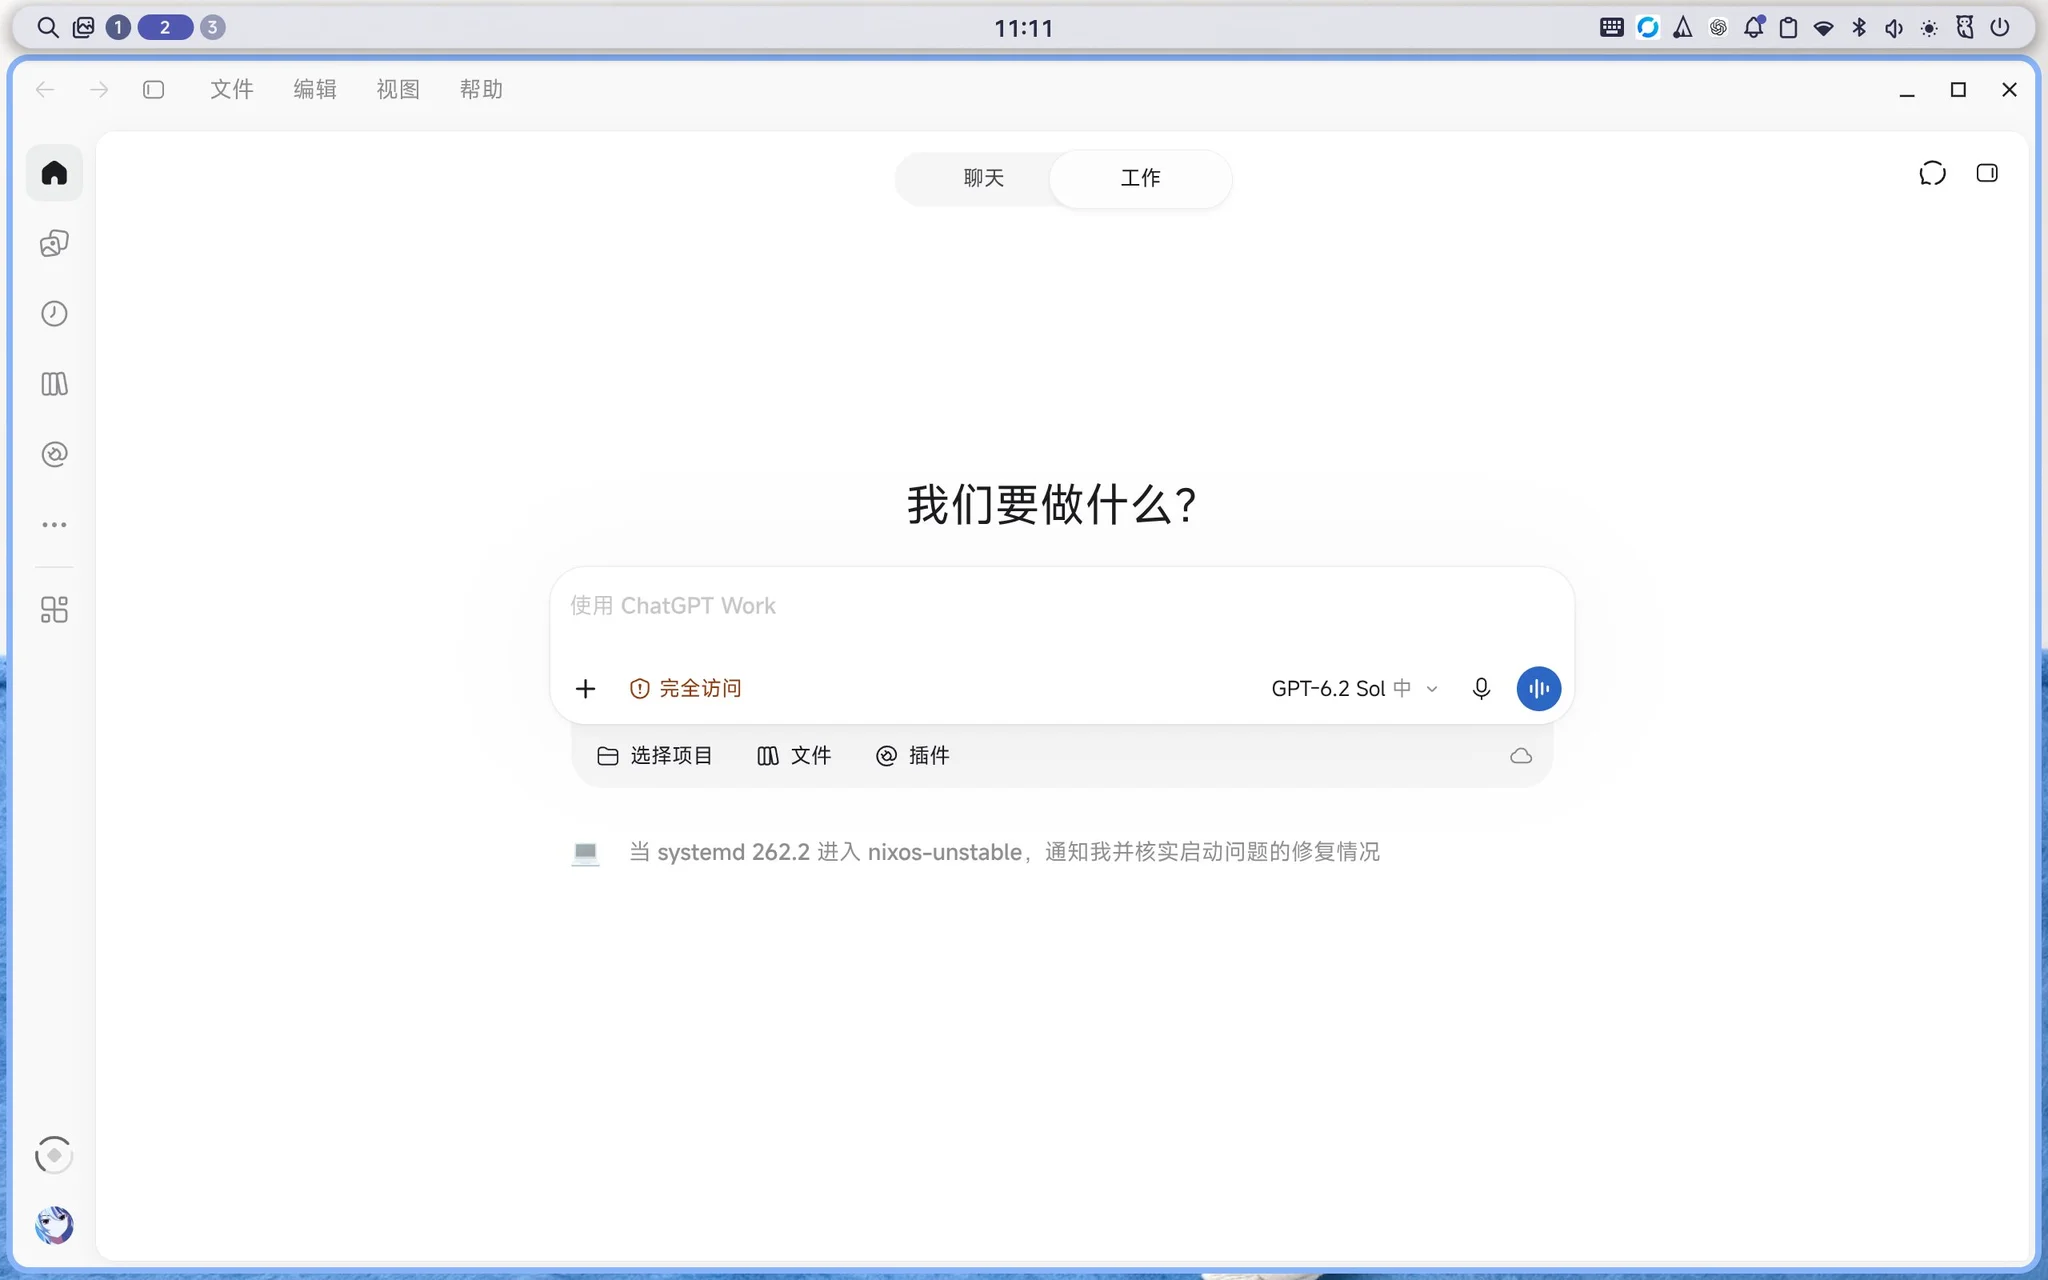 1 2 3
11:11
文件 编辑 视图 帮助
聊天 工作
我们要做什么？
使用 ChatGPT Work
完全访问 GPT-6.2 Sol 中
选择项目 文件 插件
当 systemd 262.2 进入 nixos-unstable，通知我并核实启动问题的修复情况